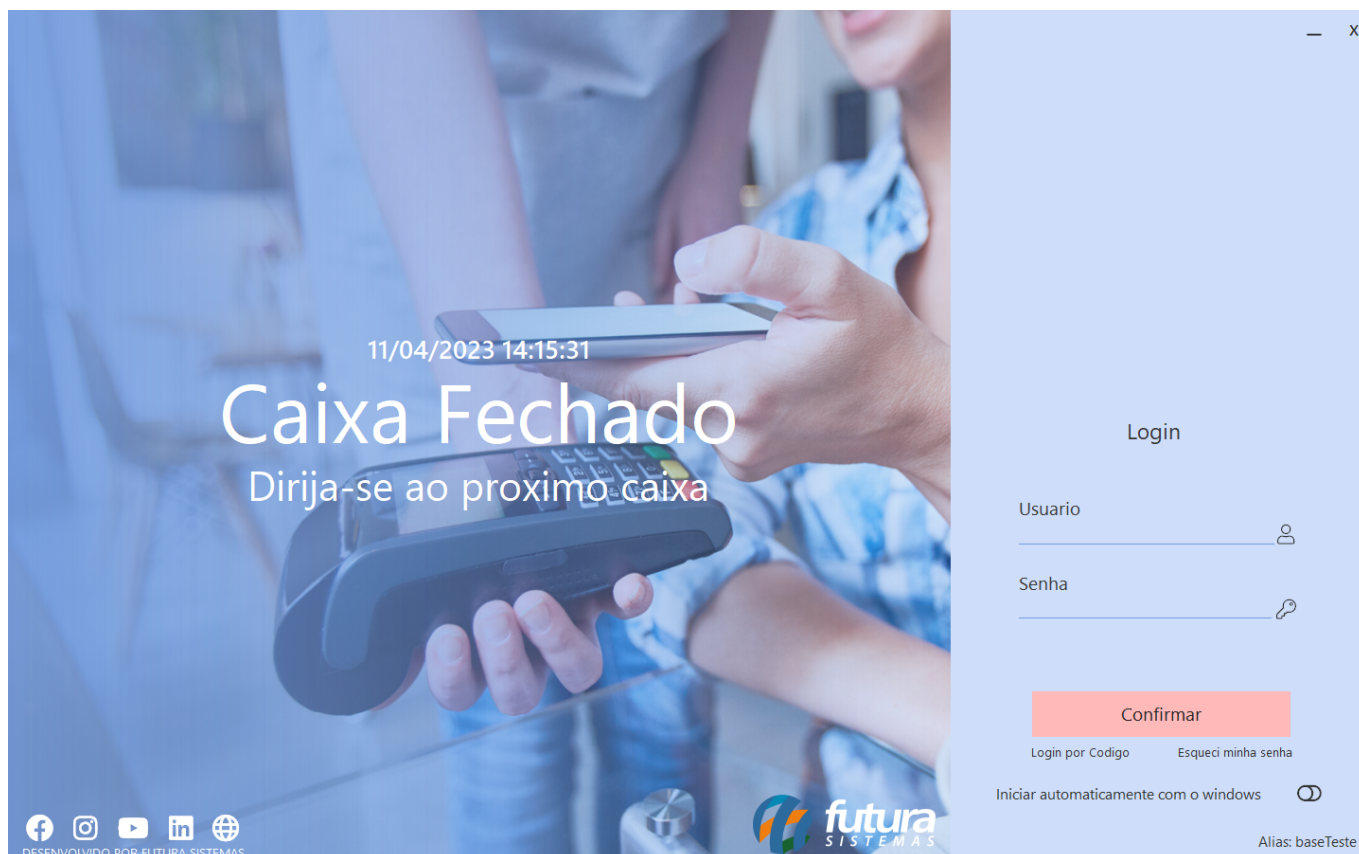 X
11/04/2023 14:15:31
Caixa Fechado
Dirija-se ao proximo caixa
Login
Usuario
Senha
Confirmar
Login por Codigo Esqueci minha senha
Iniciar automaticamente com o windows
futura
SISTEMAS
DESENVOLVIDO POR FUTURA SISTEMAS
Alias: baseTeste